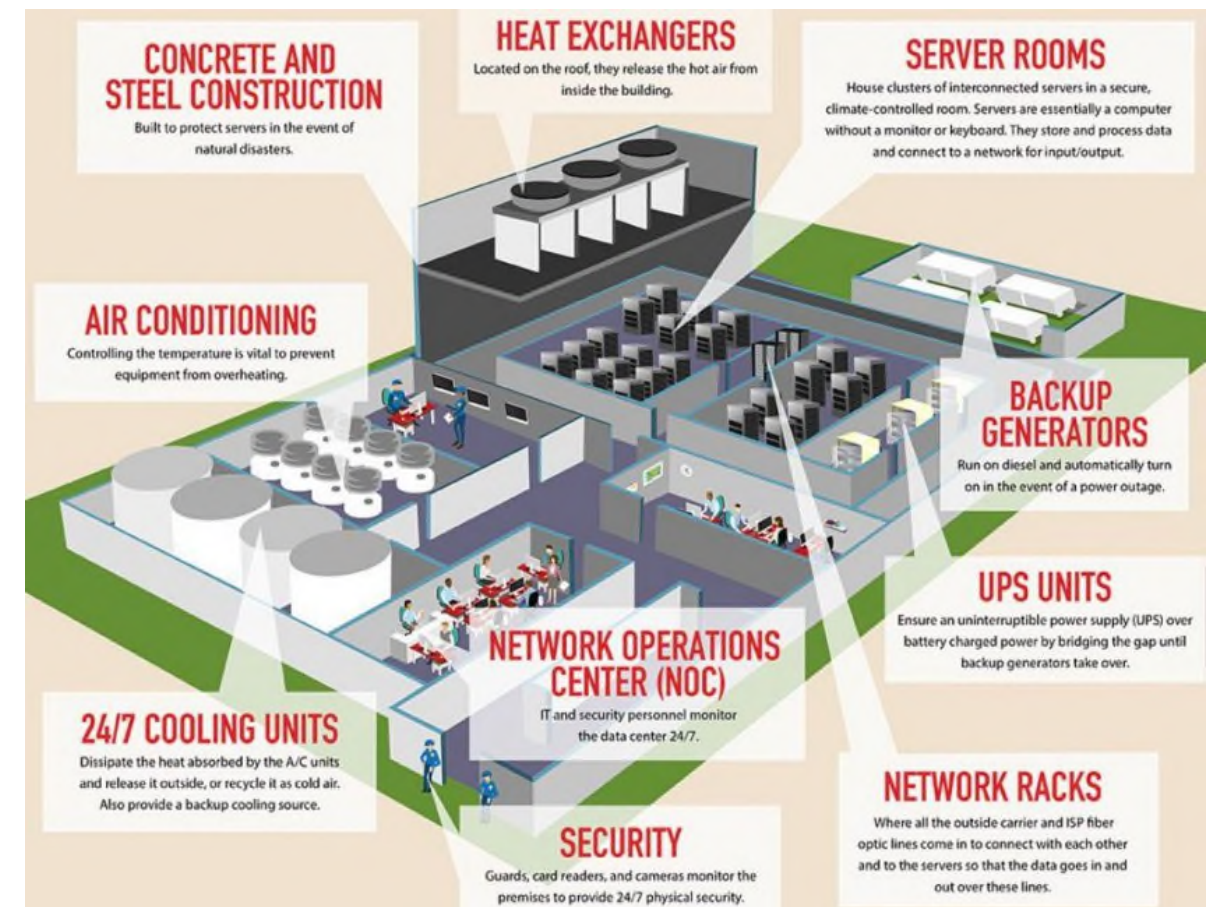 CONCRETE AND
STEEL CONSTRUCTION
Built to protect servers in the event of
natural disasters.
HEAT EXCHANGERS
Located on the roof, they release the hot air from
inside the building.
SERVER ROOMS
House clusters of interconnected servers in a secure,
climate-controlled room. Servers are essentially a computer
without a monitor or keyboard. They store and process data
and connect to a network for input/output.
AIR CONDITIONING
Controlling the temperature is vital to prevent
equipment from overheating.
BACKUP
GENERATORS
Run on diesel and automatically turn
on in the event of a power outage.
UPS UNITS
Ensure an uninterruptible power supply (UPS) over
battery charged power by bridging the gap until
backup generators take over.
NETWORK OPERATIONS
CENTER (NOC)
IT and security personnel monitor
the data center 24/7.
24/7 COOLING UNITS
Dissipate the heat absorbed by the A/C units
and release it outside, or recycle it as cold air.
Also provide a backup cooling source.
NETWORK RACKS
Where all the outside carrier and ISP fiber
optic lines come in to connect with each other
and to the servers so that the data goes in and
out over these lines.
SECURITY
Guards, card readers, and cameras monitor the
premises to provide 24/7 physical security.